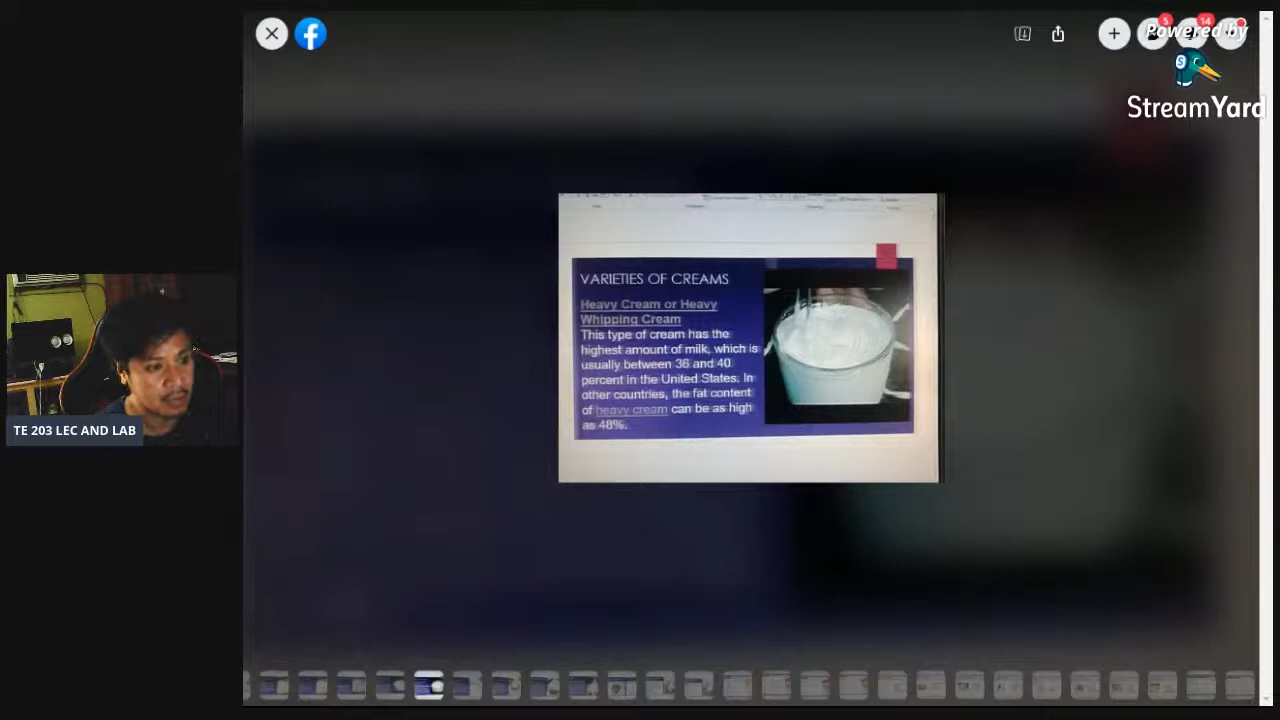 Powered by
5
14
StreamYard
VARIETIES OF CREAMS
Heavy Cream or Heavy
Whipping Cream
This type of cream has the
highest amount of milk, which is
usually between 36 and 40
percent in the United States. In
other countries, the fat content
of heavy cream can be as high
as 48%.
TE 203 LEC AND LAB